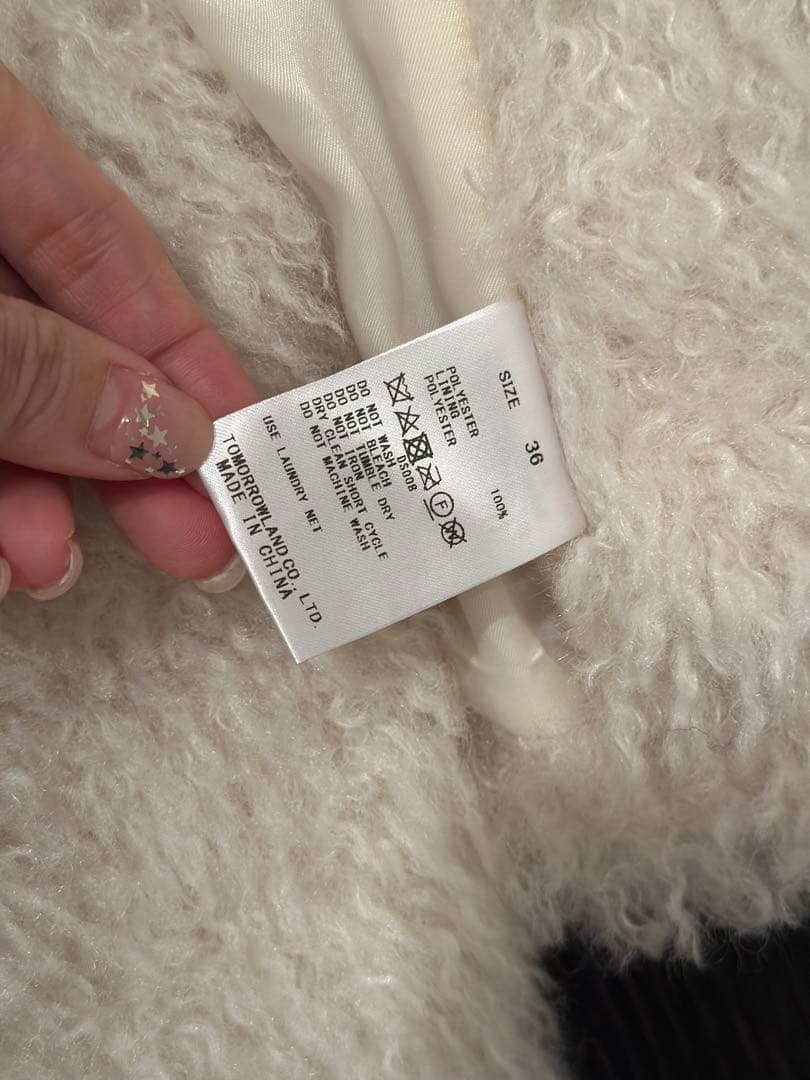 SIZE 36
POLYESTER 100%
LINING
POLYESTER
F
W
DS008
DO NOT WASH
DO NOT BLEACH
DO NOT TUMBLE DRY
DO NOT IRON
DRY CLEAN SHORT CYCLE
DO NOT MACHINE WASH
USE LAUNDRY NET
TOMORROWLAND CO., LTD.
MADE IN CHINA